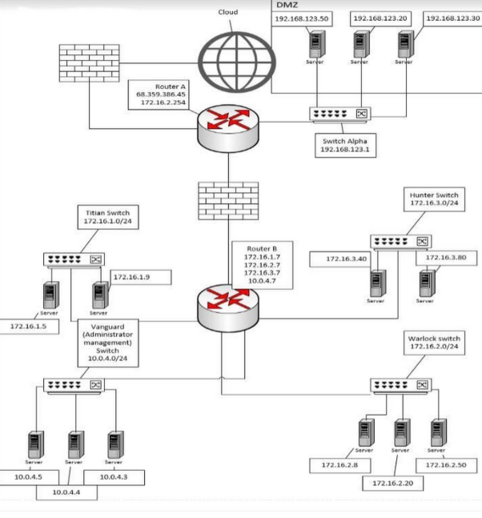 Cloud
DMZ
192.168.123.50
192.168.123.20
192.168.123.30
Server
Server
Server
Router A
68.359.386.45
172.16.2.254
Switch Alpha
192.168.123.1
Titian Switch
172.16.1.0/24
Hunter Switch
172.16.3.0/24
Router B
172.16.1.7
172.16.2.7
172.16.3.7
10.0.4.7
172.16.1.9
172.16.3.40
172.16.3.80
Server
Server
Server
Server
172.16.1.5
Vanguard
(Administrator
management)
Switch
10.0.4.0/24
Warlock switch
172.16.2.0/24
Server
Server
Server
Server
Server
Server
10.0.4.5
10.0.4.4
10.0.4.3
172.16.2.8
172.16.2.20
172.16.2.50